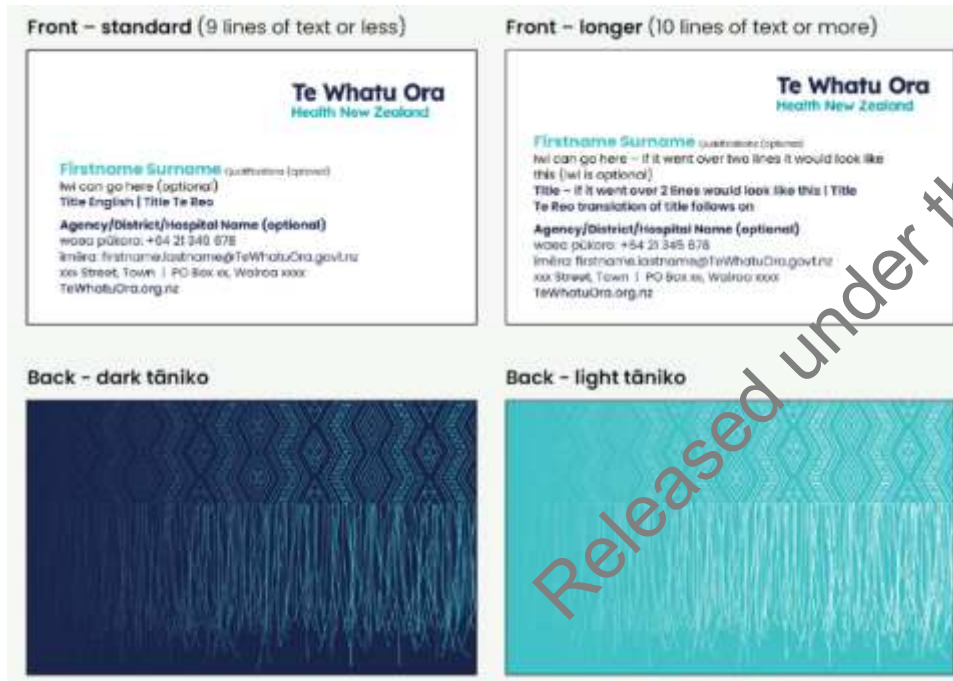 Front – standard (9 lines of text or less)
Te Whatu Ora
Health New Zealand
Firstname Surname Qualifications (optional)
Iwi can go here (optional)
Title English | Title Te Reo
Agency/District/Hospital Name (optional)
waea pūkoro: +64 21 345 678
īmēra: firstname.lastname@TeWhatuOra.govt.nz
xxx Street, Town | PO Box xx, Wairoa xxxx
TeWhatuOra.org.nz
Front – longer (10 lines of text or more)
Te Whatu Ora
Health New Zealand
Firstname Surname Qualifications (optional)
Iwi can go here – if it went over two lines it would look like
this (iwi is optional)
Title – if it went over 2 lines would look like this | Title
Te Reo translation of title follows on
Agency/District/Hospital Name (optional)
waea pūkoro: +64 21 345 678
īmēra: firstname.lastname@TeWhatuOra.govt.nz
xxx Street, Town | PO Box xx, Wairoa xxxx
TeWhatuOra.org.nz
Back - dark tāniko
Back - light tāniko
Released under